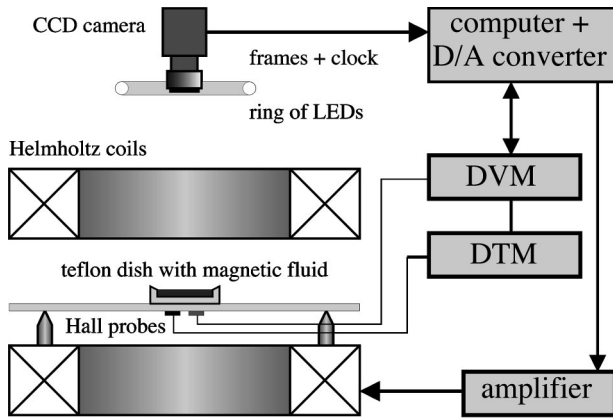 CCD camera
computer +
D/A converter
frames + clock
ring of LEDs
Helmholtz coils
DVM
DTM
teflon dish with magnetic fluid
Hall probes
amplifier